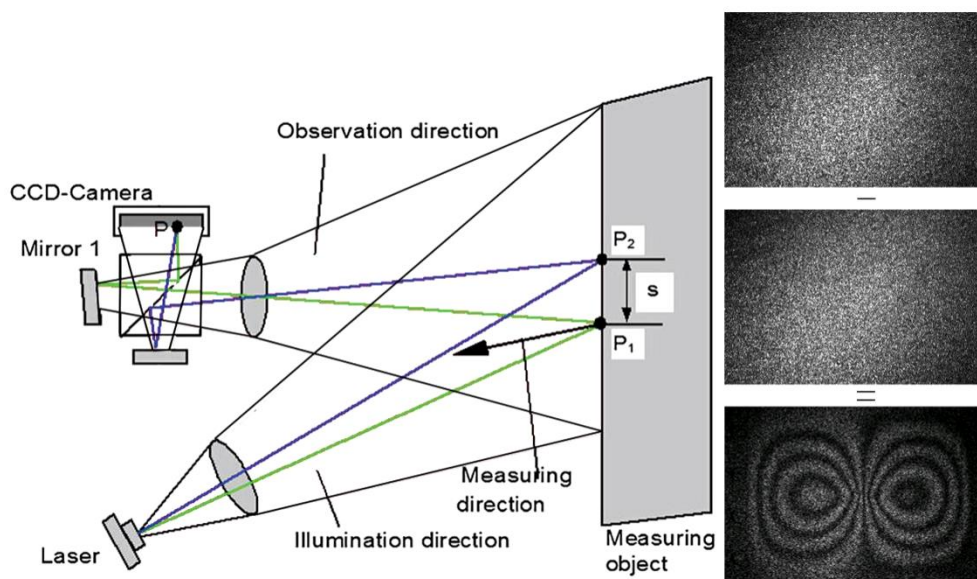 Observation direction
CCD-Camera
P
Mirror 1
P₂
s
P₁
Measuring
direction
Illumination direction
Laser
Measuring
object
−
=